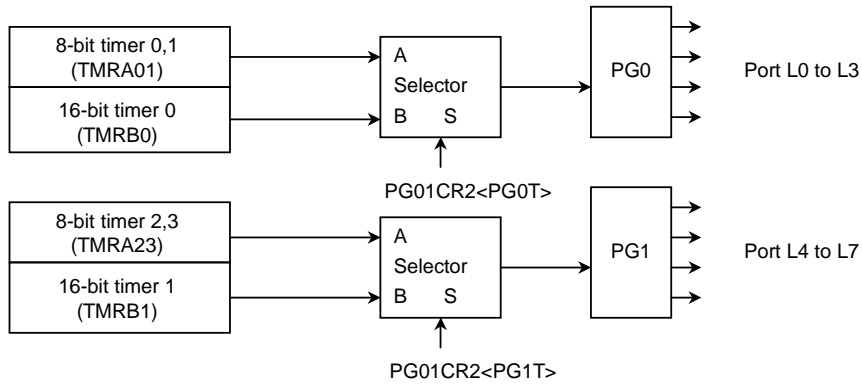 8-bit timer 0,1
(TMRA01)
16-bit timer 0
(TMRB0)
A
Selector
B S
PG01CR2<PG0T>
PG0
Port L0 to L3
8-bit timer 2,3
(TMRA23)
16-bit timer 1
(TMRB1)
A
Selector
B S
PG01CR2<PG1T>
PG1
Port L4 to L7